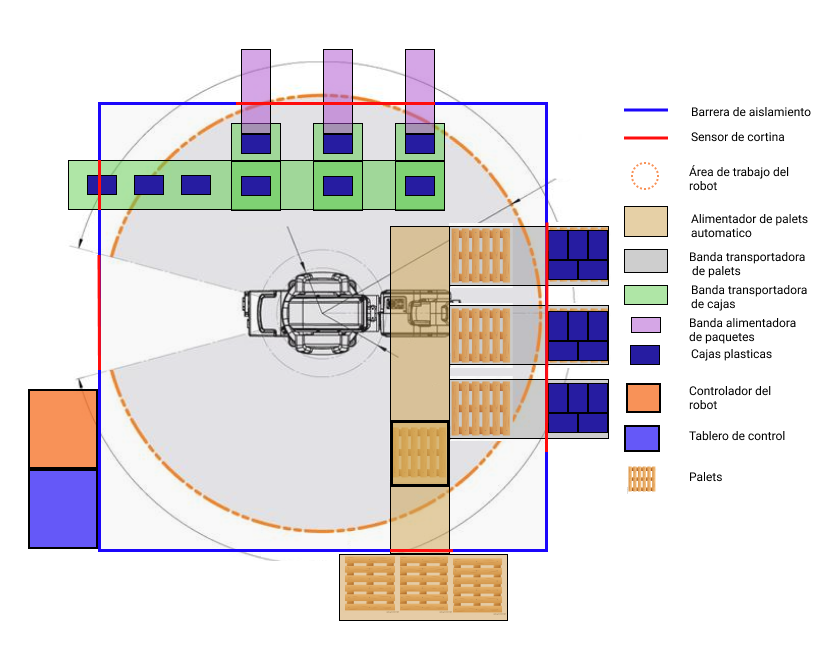 Barrera de aislamiento
Sensor de cortina
Área de trabajo del
robot
Alimentador de palets
automatico
Banda transportadora
de palets
Banda transportadora
de cajas
Banda alimentadora
de paquetes
Cajas plasticas
Controlador del
robot
Tablero de control
Palets